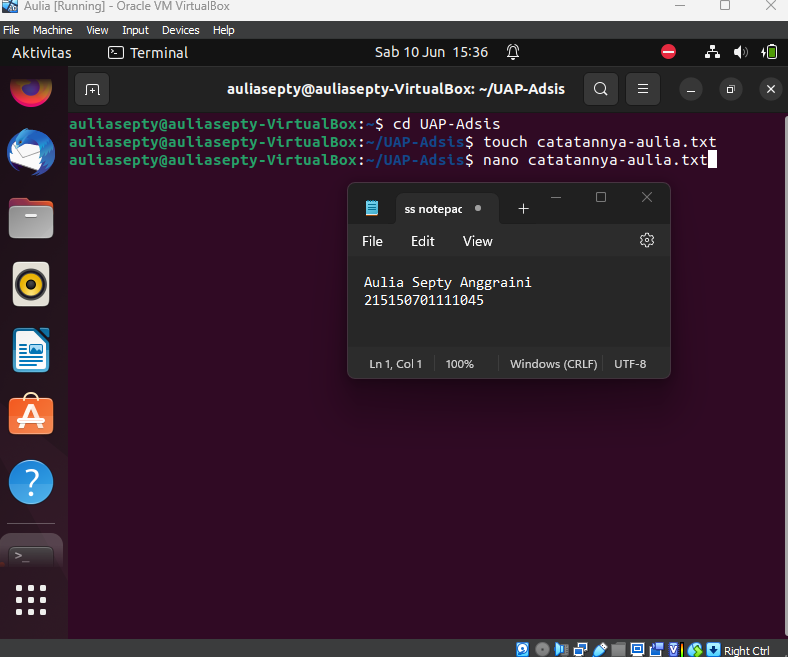 Aulia [Running] - Oracle VM VirtualBox
File Machine View Input Devices Help
Aktivitas Terminal Sab 10 Jun 15:36
auliasepty@auliasepty-VirtualBox: ~/UAP-Adsis
auliasepty@auliasepty-VirtualBox:~$ cd UAP-Adsis
auliasepty@auliasepty-VirtualBox:~/UAP-Adsis$ touch catatannya-aulia.txt
auliasepty@auliasepty-VirtualBox:~/UAP-Adsis$ nano catatannya-aulia.txt
ss notepac
File Edit View
Aulia Septy Anggraini
215150701111045
Ln 1, Col 1 100% Windows (CRLF) UTF-8
Right Ctrl